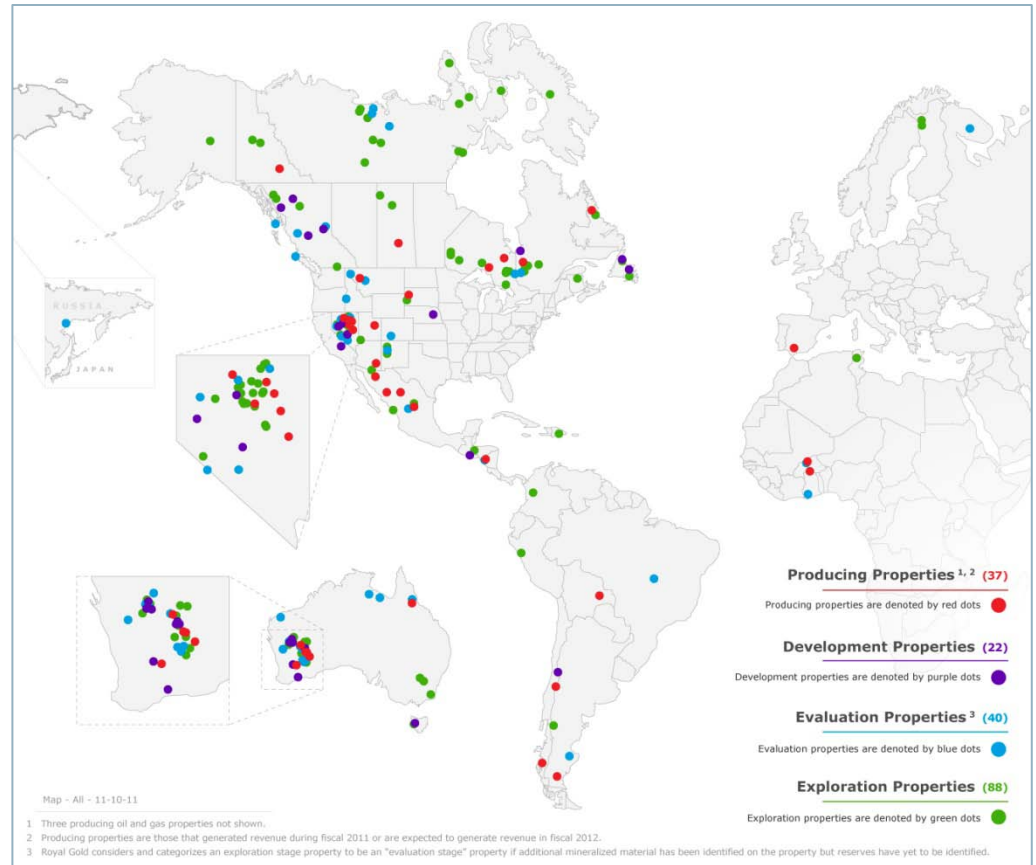 RUSSIA
JAPAN
Producing Properties 1, 2 (37)
Producing properties are denoted by red dots
Development Properties (22)
Development properties are denoted by purple dots
Evaluation Properties 3 (40)
Evaluation properties are denoted by blue dots
Exploration Properties (88)
Exploration properties are denoted by green dots
Map - All - 11-10-11
1 Three producing oil and gas properties not shown.
2 Producing properties are those that generated revenue during fiscal 2011 or are expected to generate revenue in fiscal 2012.
3 Royal Gold considers and categorizes an exploration stage property to be an "evaluation stage" property if additional mineralized material has been identified on the property but reserves have yet to be identified.